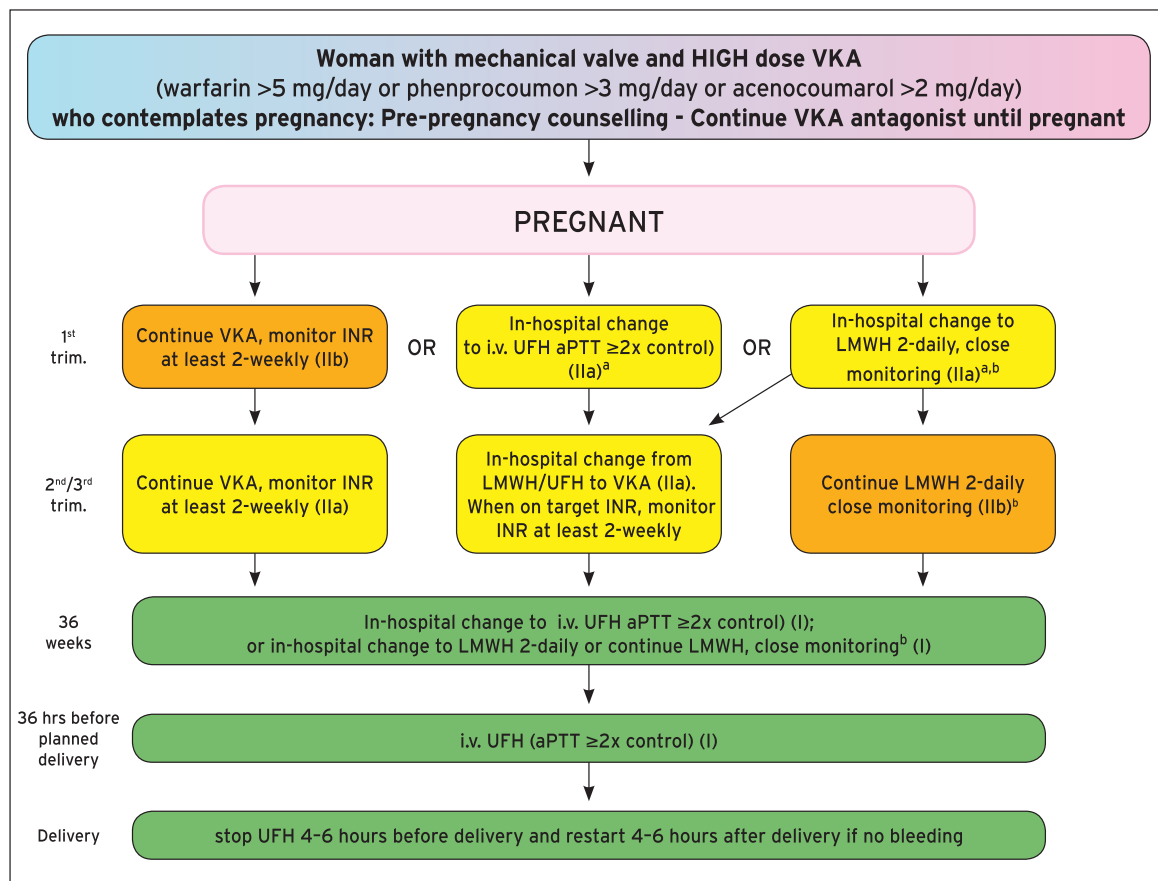 Woman with mechanical valve and HIGH dose VKA
(warfarin >5 mg/day or phenprocoumon >3 mg/day or acenocoumarol >2 mg/day)
who contemplates pregnancy: Pre-pregnancy counselling - Continue VKA antagonist until pregnant
PREGNANT
1st
trim.
Continue VKA, monitor INR
at least 2-weekly (IIb)
OR
In-hospital change
to i.v. UFH aPTT ≥2x control)
(IIa)a
OR
In-hospital change to
LMWH 2-daily, close
monitoring (IIa)a,b
2nd/3rd
trim.
Continue VKA, monitor INR
at least 2-weekly (IIa)
In-hospital change from
LMWH/UFH to VKA (IIa).
When on target INR, monitor
INR at least 2-weekly
Continue LMWH 2-daily
close monitoring (IIb)b
36
weeks
In-hospital change to i.v. UFH aPTT ≥2x control) (I);
or in-hospital change to LMWH 2-daily or continue LMWH, close monitoringb (I)
36 hrs before
planned
delivery
i.v. UFH (aPTT ≥2x control) (I)
Delivery
stop UFH 4–6 hours before delivery and restart 4–6 hours after delivery if no bleeding